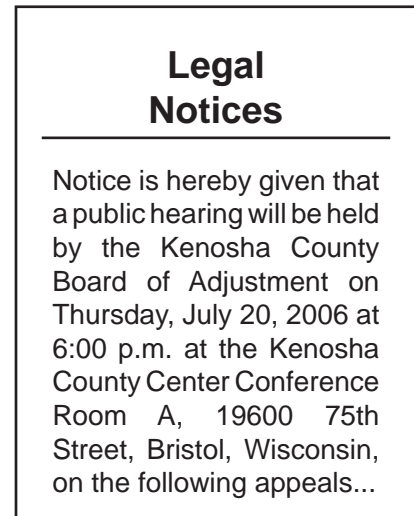 Legal
Notices
Notice is hereby given that
a public hearing will be held
by the Kenosha County
Board of Adjustment on
Thursday, July 20, 2006 at
6:00 p.m. at the Kenosha
County Center Conference
Room A, 19600 75th
Street, Bristol, Wisconsin,
on the following appeals...